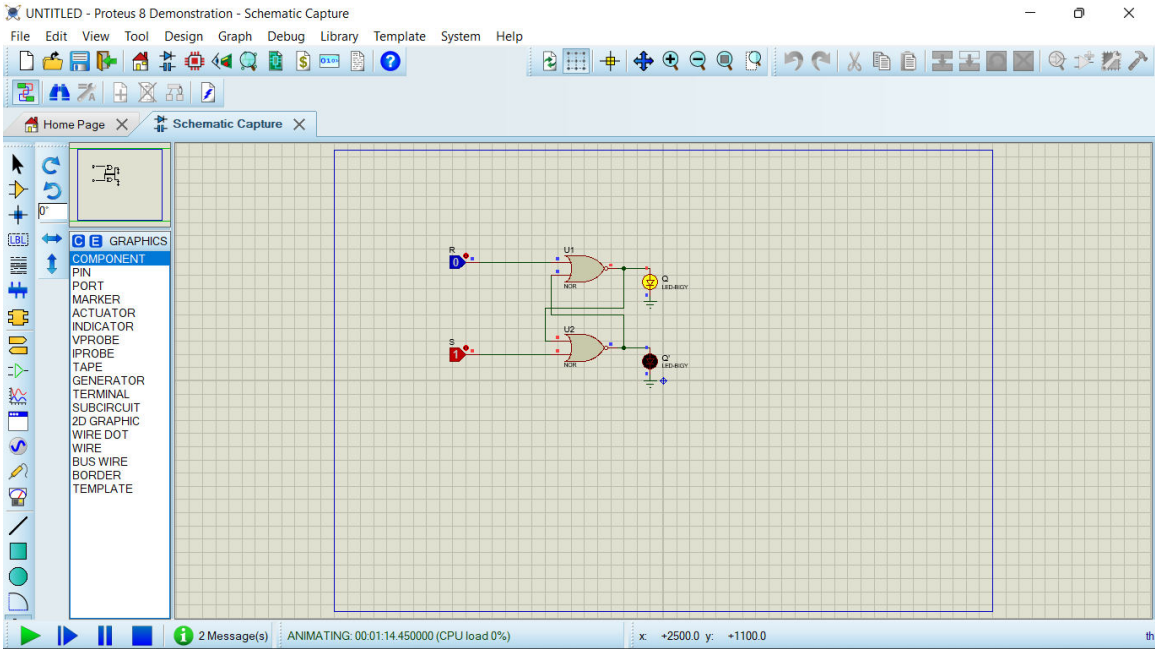 UNTITLED - Proteus 8 Demonstration - Schematic Capture
File Edit View Tool Design Graph Debug Library Template System Help
Home Page Schematic Capture
0°
LBL
C E GRAPHICS
COMPONENT
PIN
PORT
MARKER
ACTUATOR
INDICATOR
VPROBE
IPROBE
TAPE
GENERATOR
TERMINAL
SUBCIRCUIT
2D GRAPHIC
WIRE DOT
WIRE
BUS WIRE
BORDER
TEMPLATE
R
0
U1
NOR
Q
LED-BIGY
S
1
U2
NOR
Q'
LED-BIGY
2 Message(s) ANIMATING: 00:01:14.450000 (CPU load 0%) x: +2500.0 y: +1100.0 th